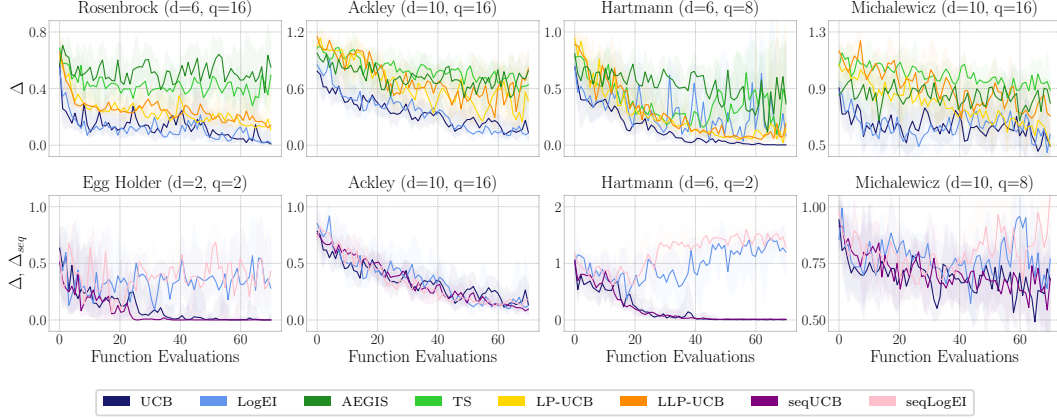 Rosenbrock (d=6, q=16)
Ackley (d=10, q=16)
Hartmann (d=6, q=8)
Michalewicz (d=10, q=16)
Δ
0.8
0.4
0.0
1.2
0.6
0.0
1.0
0.5
0.0
1.3
0.9
0.5
Egg Holder (d=2, q=2)
Ackley (d=10, q=16)
Hartmann (d=6, q=2)
Michalewicz (d=10, q=8)
Δ, Δseq
1.0
0.5
0.0
1.0
0.5
0.0
2
1
0
1.00
0.75
0.50
0 20 40 60
0 20 40 60
0 20 40 60
0 20 40 60
Function Evaluations
Function Evaluations
Function Evaluations
Function Evaluations
UCB LogEI AEGIS TS LP-UCB LLP-UCB seqUCB seqLogEI